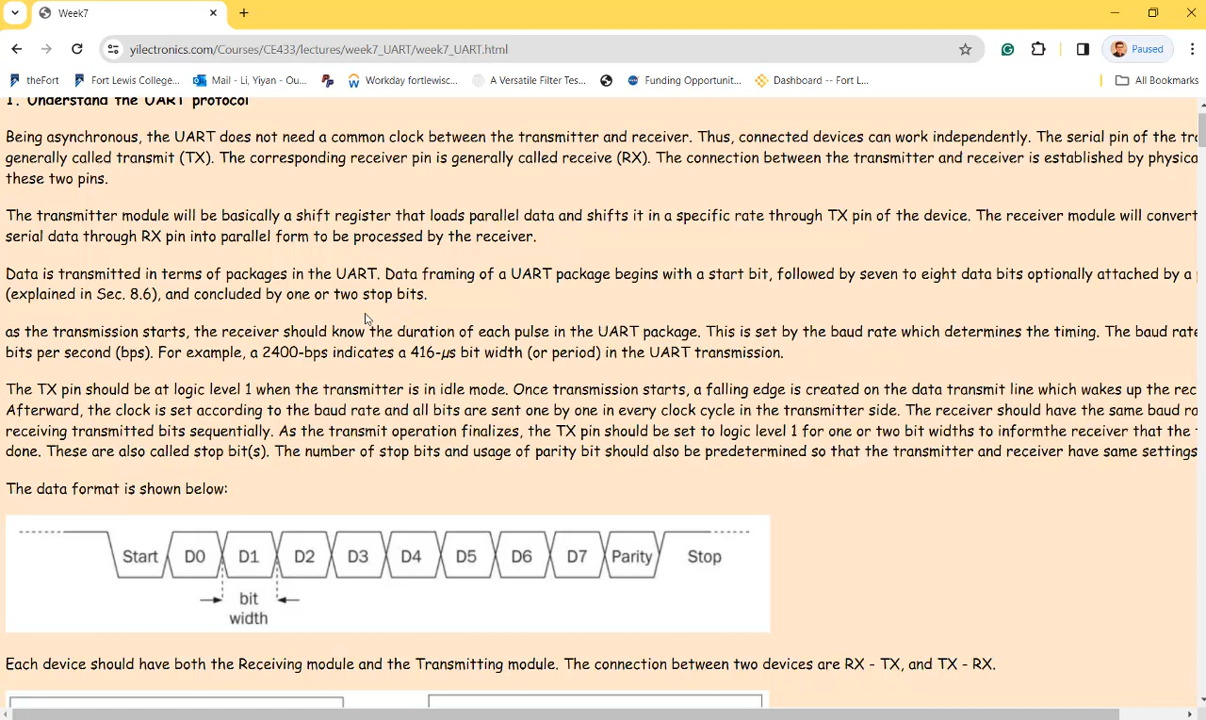 Week7
yilectronics.com/Courses/CE433/lectures/week7_UART/week7_UART.html
Paused
theFort
Fort Lewis College...
Mail - Li, Yiyan - Ou...
Workday fortlewisc...
A Versatile Filter Tes...
Funding Opportunit...
Dashboard -- Fort L...
All Bookmarks
1. Understand the UART protocol
Being asynchronous, the UART does not need a common clock between the transmitter and receiver. Thus, connected devices can work independently. The serial pin of the
generally called transmit (TX). The corresponding receiver pin is generally called receive (RX). The connection between the transmitter and receiver is established by
these two pins.
The transmitter module will be basically a shift register that loads parallel data and shifts it in a specific rate through TX pin of the device. The receiver module will
serial data through RX pin into parallel form to be processed by the receiver.
Data is transmitted in terms of packages in the UART. Data framing of a UART package begins with a start bit, followed by seven to eight data bits optionally attached by a
(explained in Sec. 8.6), and concluded by one or two stop bits.
as the transmission starts, the receiver should know the duration of each pulse in the UART package. This is set by the baud rate which determines the timing. The baud rate
bits per second (bps). For example, a 2400-bps indicates a 416-μs bit width (or period) in the UART transmission.
The TX pin should be at logic level 1 when the transmitter is in idle mode. Once transmission starts, a falling edge is created on the data transmit line which wakes up the
Afterward, the clock is set according to the baud rate and all bits are sent one by one in every clock cycle in the transmitter side. The receiver should have the same baud
receiving transmitted bits sequentially. As the transmit operation finalizes, the TX pin should be set to logic level 1 for one or two bit widths to informthe receiver that the
done. These are also called stop bit(s). The number of stop bits and usage of parity bit should also be predetermined so that the transmitter and receiver have same settings
The data format is shown below:
Start D0 D1 D2 D3 D4 D5 D6 D7 Parity Stop
bit
width
Each device should have both the Receiving module and the Transmitting module. The connection between two devices are RX - TX, and TX - RX.